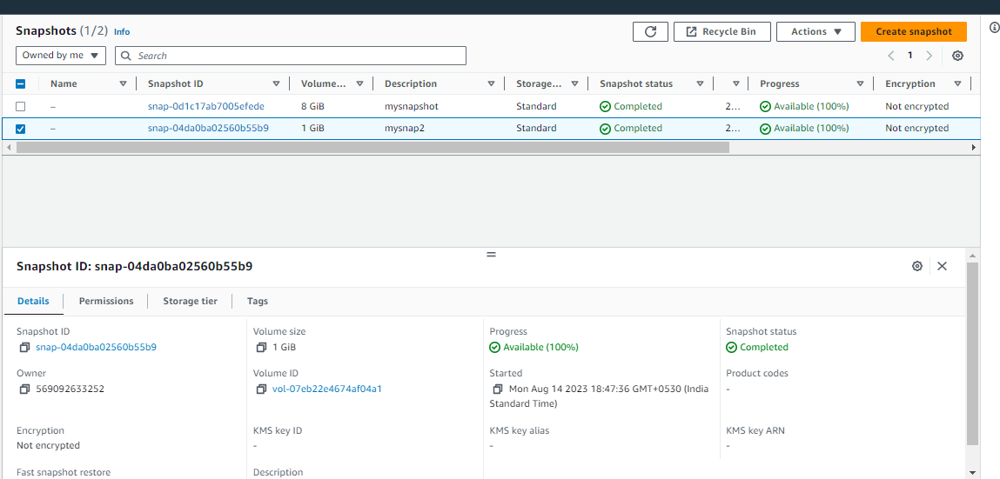 Snapshots (1/2) Info
Recycle Bin
Actions
Create snapshot
Owned by me
Search
1
Name Snapshot ID Volume... Description Storage... Snapshot status Progress Encryption
– snap-0d1c17ab7005efede 8 GiB mysnapshot Standard Completed 2... Available (100%) Not encrypted
– snap-04da0ba02560b55b9 1 GiB mysnap2 Standard Completed 2... Available (100%) Not encrypted
Snapshot ID: snap-04da0ba02560b55b9
Details Permissions Storage tier Tags
Snapshot ID Volume size Progress Snapshot status
snap-04da0ba02560b55b9 1 GiB Available (100%) Completed
Owner Volume ID Started Product codes
569092633252 vol-07eb22e4674af04a1 Mon Aug 14 2023 18:47:36 GMT+0530 (India -
Standard Time)
Encryption KMS key ID KMS key alias KMS key ARN
Not encrypted - - -
Fast snapshot restore Description